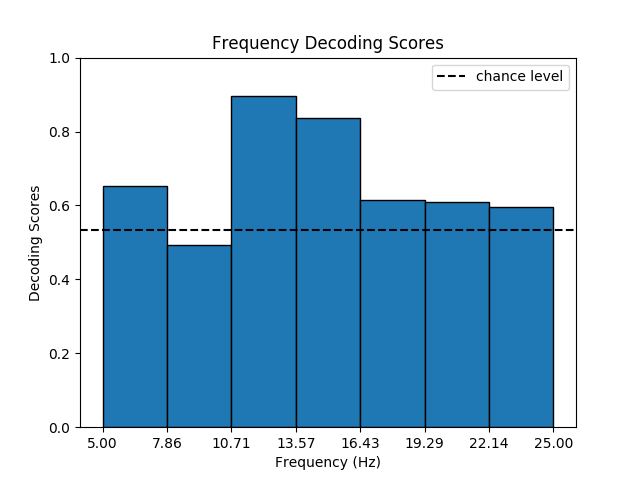 Frequency Decoding Scores
chance level
1.0
0.8
0.6
0.4
0.2
0.0
Decoding Scores
5.00 7.86 10.71 13.57 16.43 19.29 22.14 25.00
Frequency (Hz)